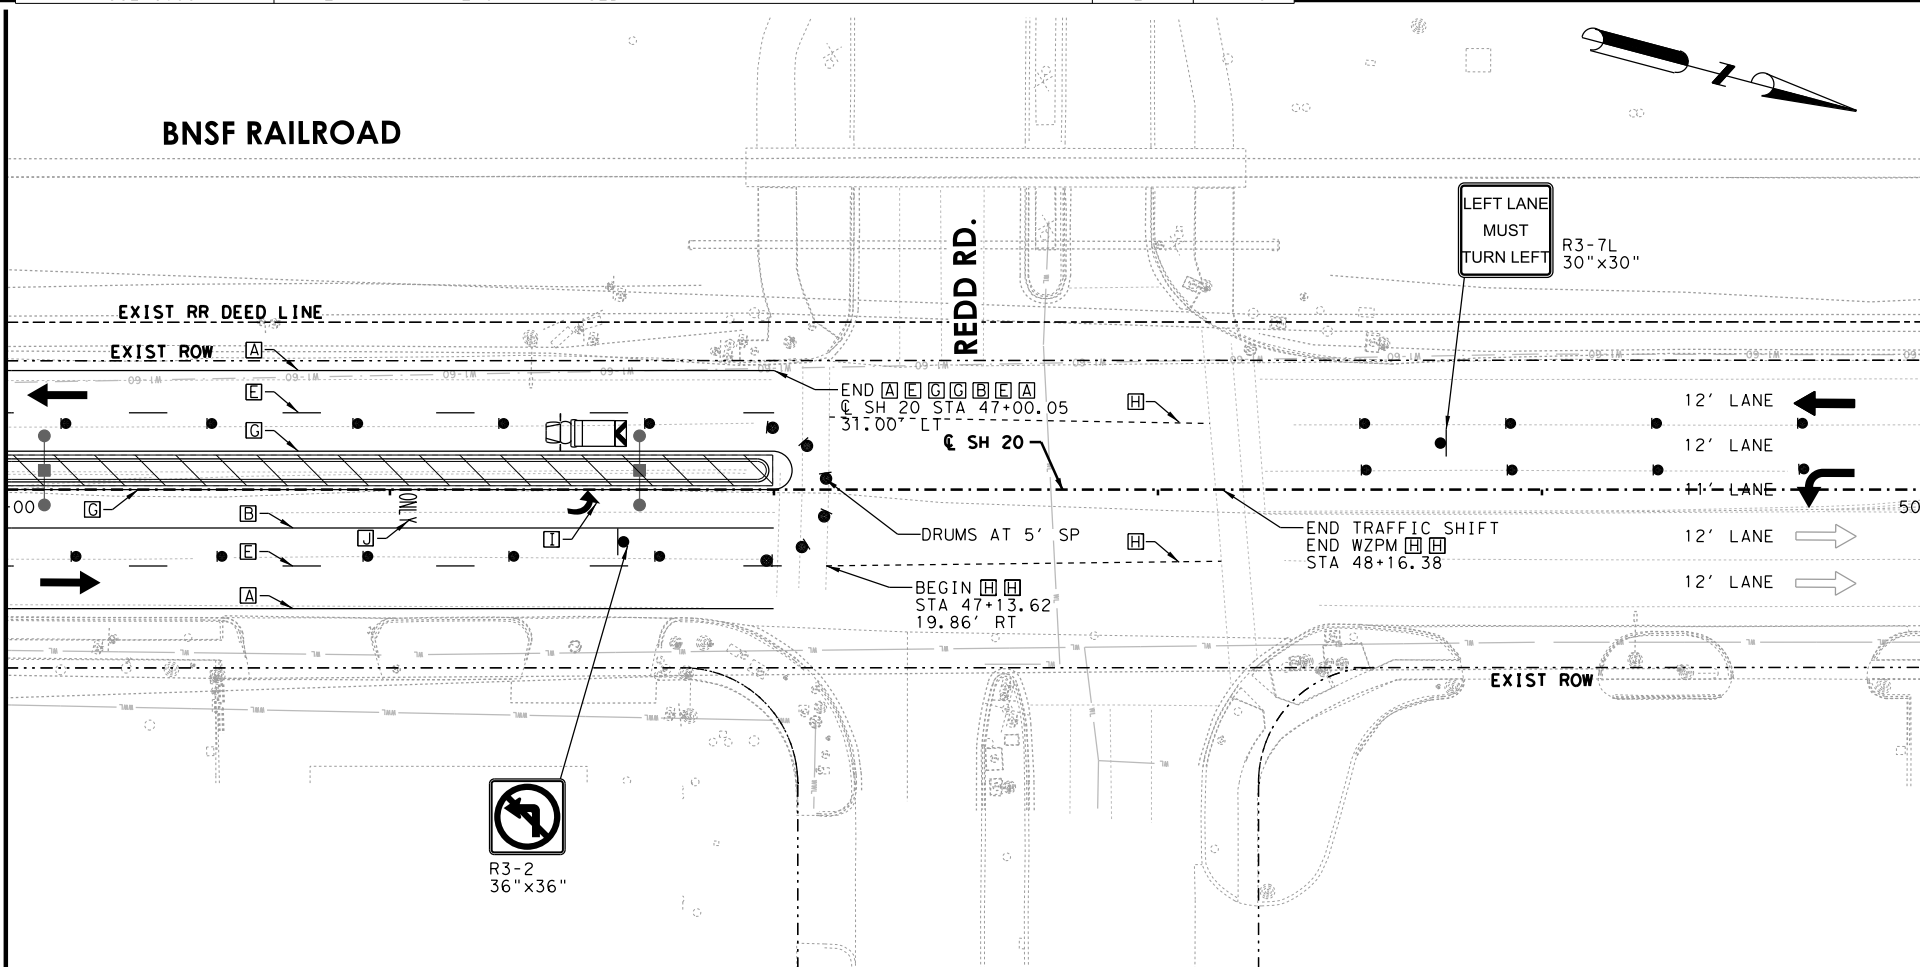 BNSF RAILROAD
REDD RD.
LEFT LANE
MUST
TURN LEFT
R3-7L
30"x30"
EXIST RR DEED LINE
EXIST ROW
A
E
G
END A E G G B E A
℄ SH 20 STA 47+00.05
31.00' LT
H
℄ SH 20
12' LANE
12' LANE
11' LANE
12' LANE
12' LANE
00
G
B
ONLY
J
I
E
A
DRUMS AT 5' SP
H
END TRAFFIC SHIFT
END WZPM H H
STA 48+16.38
50
BEGIN H H
STA 47+13.62
19.86' RT
EXIST ROW
R3-2
36"x36"